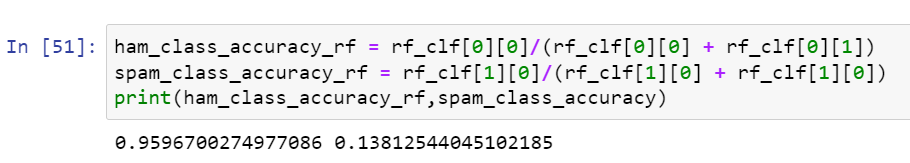 In [51]: ham_class_accuracy_rf = rf_clf[0][0]/(rf_clf[0][0] + rf_clf[0][1])
spam_class_accuracy_rf = rf_clf[1][0]/(rf_clf[1][0] + rf_clf[1][0])
print(ham_class_accuracy_rf,spam_class_accuracy)
0.9596700274977086 0.13812544045102185